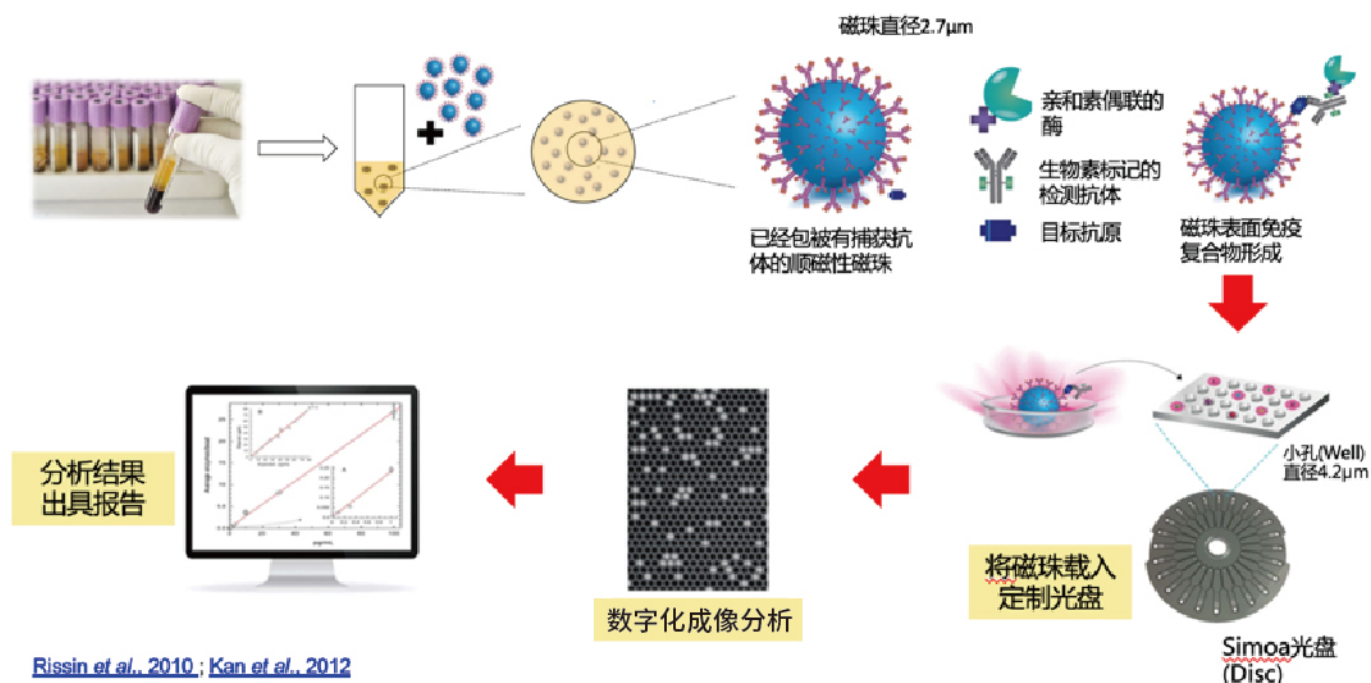 磁珠直径2.7μm
亲和素偶联的
酶
生物素标记的
检测抗体
目标抗原
已经包被有捕获抗
体的顺磁性磁珠
磁珠表面免疫
复合物形成
小孔(Well)
直径4.2μm
将磁珠载入
定制光盘
Simoa光盘
(Disc)
数字化成像分析
分析结果
出具报告
Rissin et al., 2010 ; Kan et al., 2012